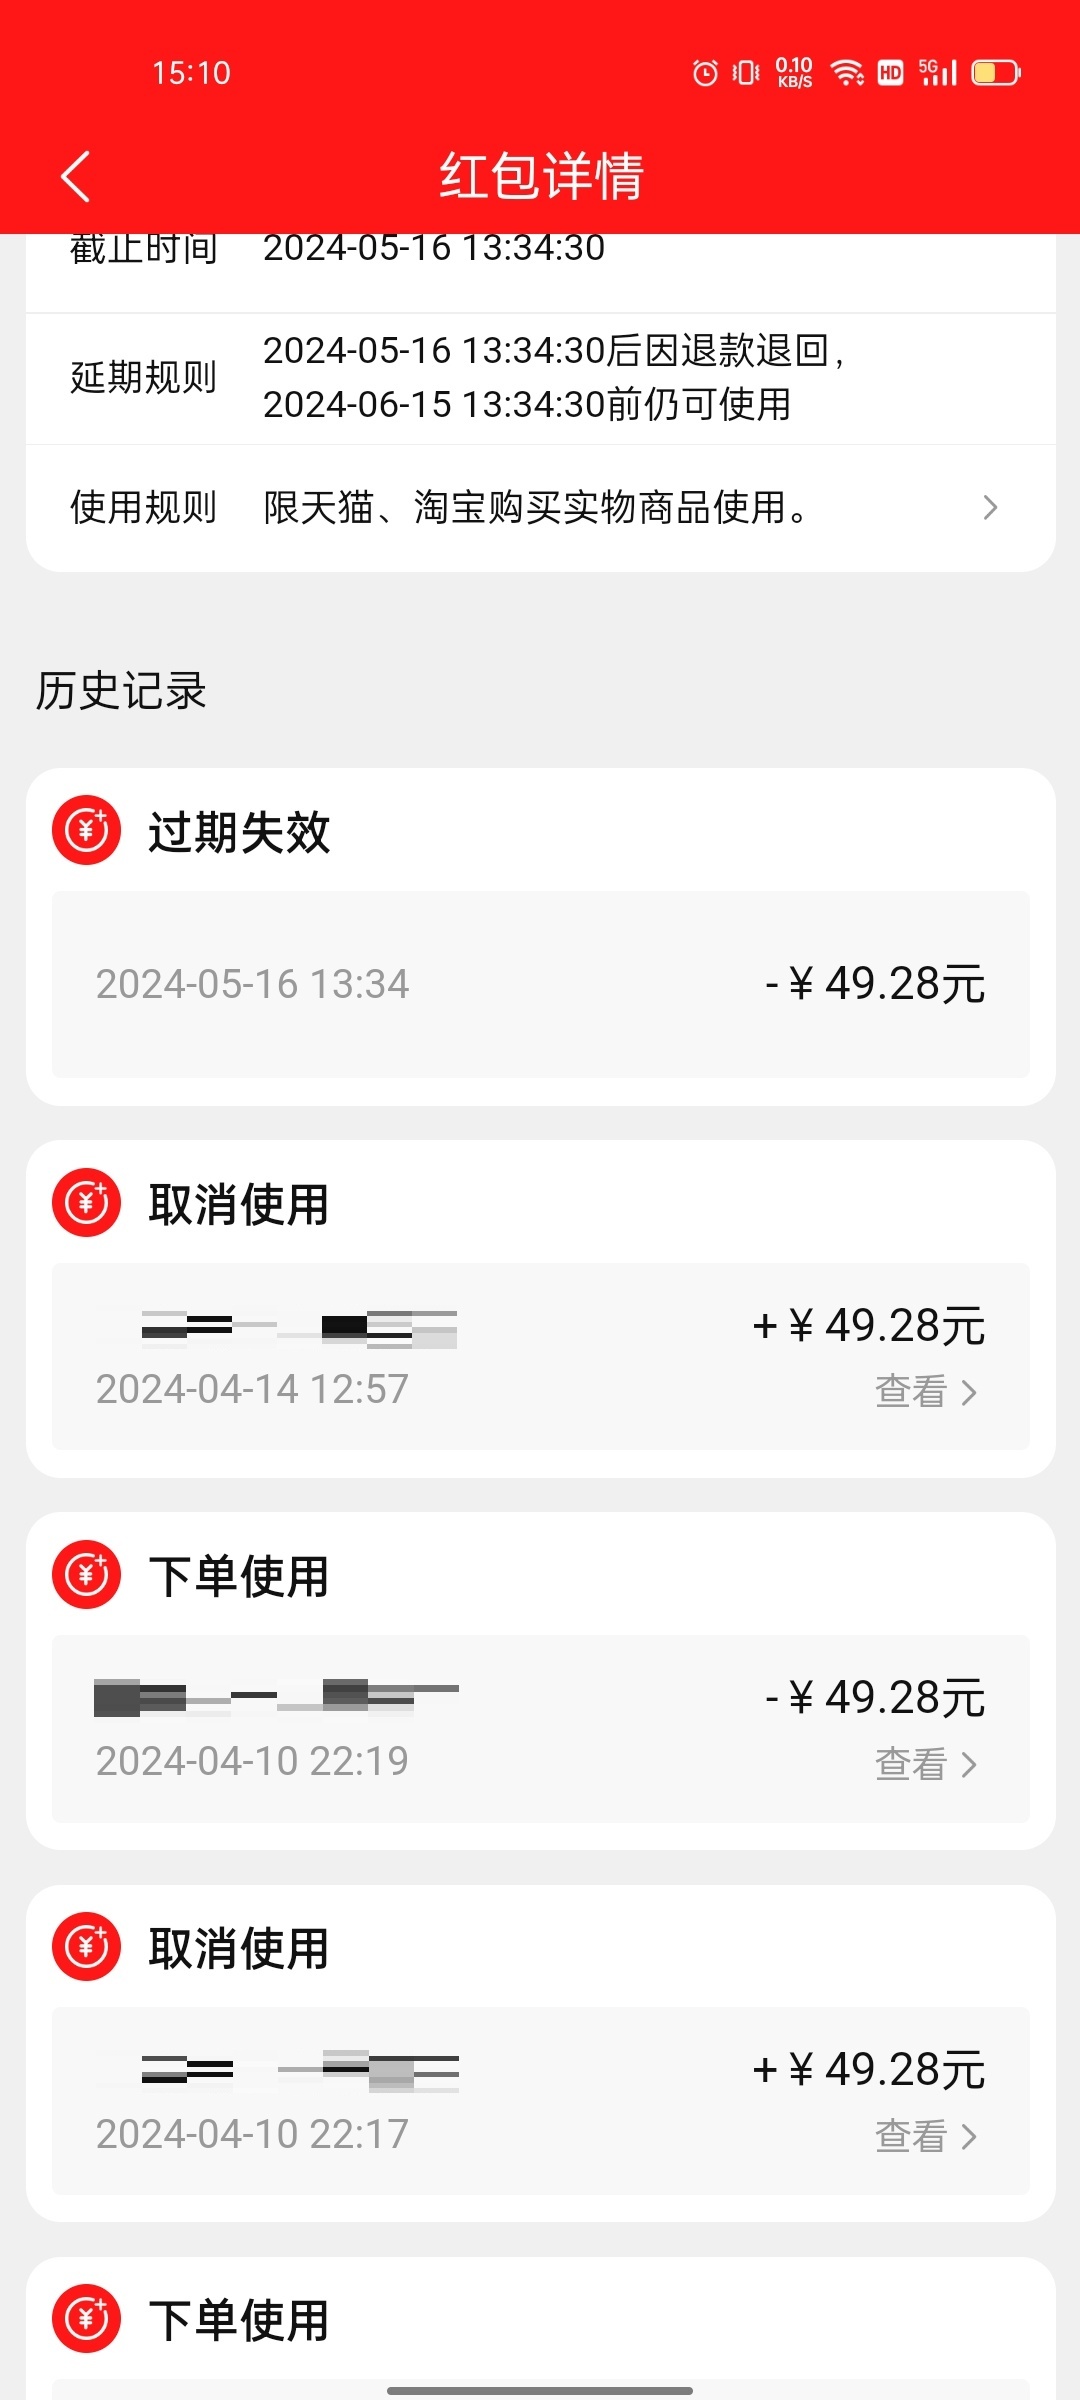 15:10
0.10
KB/S
HD
5G
红包详情
截止时间 2024-05-16 13:34:30
延期规则 2024-05-16 13:34:30后因退款退回，
2024-06-15 13:34:30前仍可使用
使用规则 限天猫、淘宝购买实物商品使用。
历史记录
过期失效
2024-05-16 13:34 -￥49.28元
取消使用
+￥49.28元
2024-04-14 12:57 查看
下单使用
-￥49.28元
2024-04-10 22:19 查看
取消使用
+￥49.28元
2024-04-10 22:17 查看
下单使用